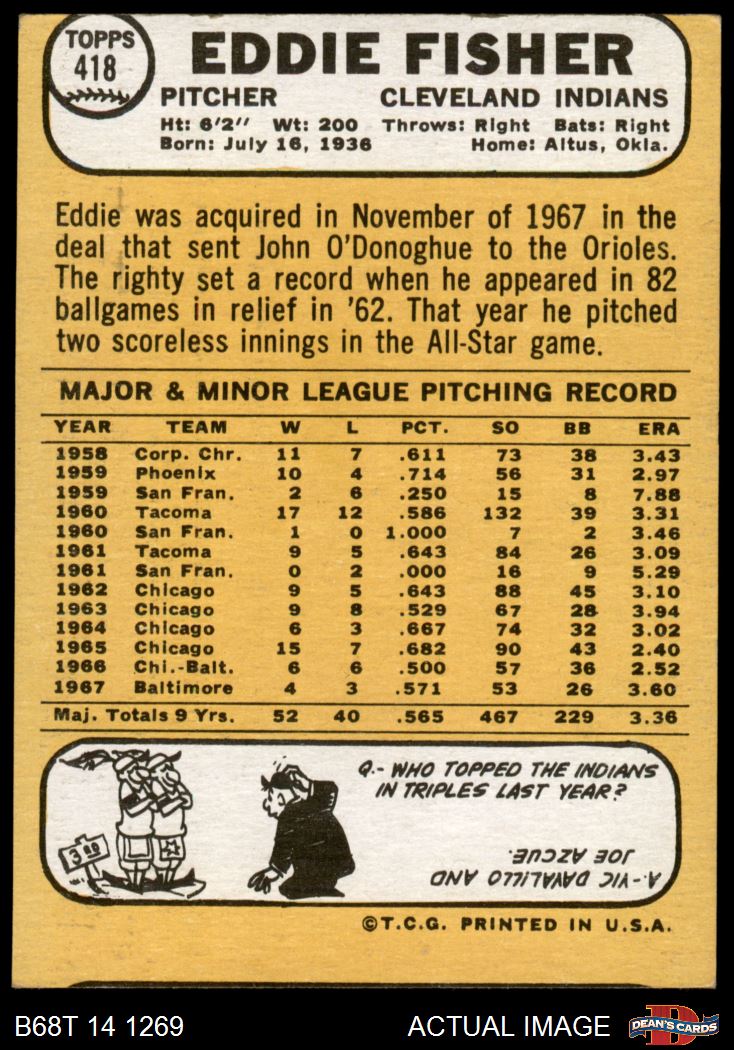 TOPPS
418
EDDIE FISHER
PITCHER CLEVELAND INDIANS
Ht: 6'2" Wt: 200 Throws: Right Bats: Right
Born: July 16, 1936 Home: Altus, Okla.
Eddie was acquired in November of 1967 in the
deal that sent John O'Donoghue to the Orioles.
The righty set a record when he appeared in 82
ballgames in relief in '62. That year he pitched
two scoreless innings in the All-Star game.
MAJOR & MINOR LEAGUE PITCHING RECORD
YEAR TEAM W L PCT. SO BB ERA
1958 Corp. Chr. 11 7 .611 73 38 3.43
1959 Phoenix 10 4 .714 56 31 2.97
1959 San Fran. 2 6 .250 15 8 7.88
1960 Tacoma 17 12 .586 132 39 3.31
1960 San Fran. 1 0 1.000 7 2 3.46
1961 Tacoma 9 5 .643 84 26 3.09
1961 San Fran. 0 2 .000 16 9 5.29
1962 Chicago 9 5 .643 88 45 3.10
1963 Chicago 9 8 .529 67 28 3.94
1964 Chicago 6 3 .667 74 32 3.02
1965 Chicago 15 7 .682 90 43 2.40
1966 Chi.-Balt. 6 6 .500 57 36 2.52
1967 Baltimore 4 3 .571 53 26 3.60
Maj. Totals 9 Yrs. 52 40 .565 467 229 3.36
Q.- WHO TOPPED THE INDIANS
IN TRIPLES LAST YEAR?
3 RD
A.- VIC DAVALILLO AND
JOE AZCUE.
©T.C.G. PRINTED IN U.S.A.
B68T 14 1269 ACTUAL IMAGE
D
DEAN'S CARDS